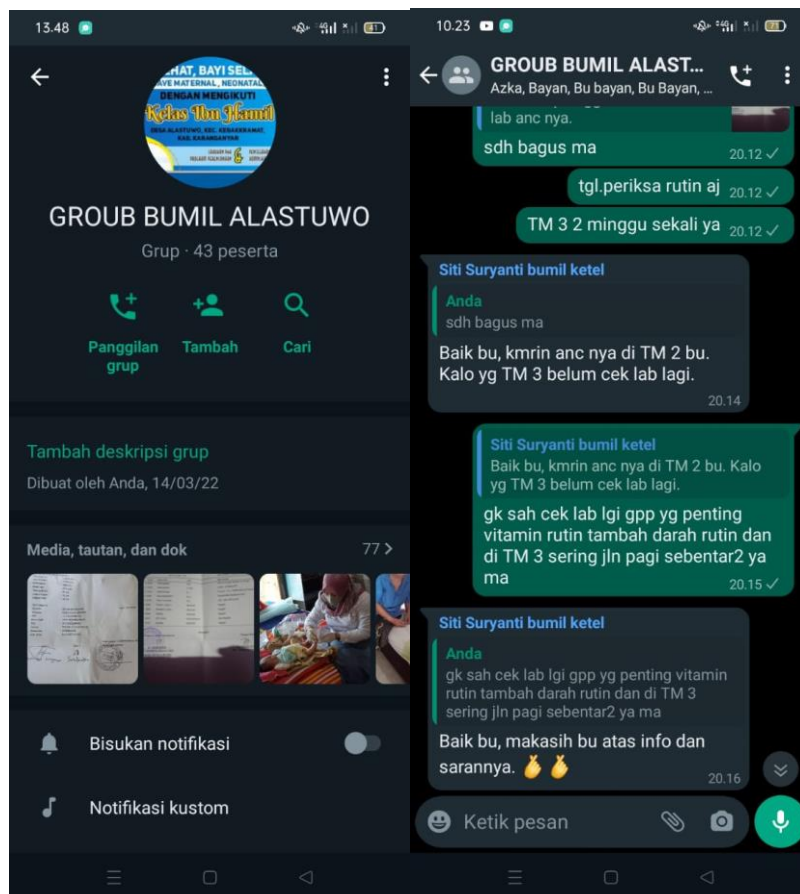 13.48
GROUB BUMIL ALASTUWO
Grup · 43 peserta
Panggilan
grup
Tambah
Cari
Tambah deskripsi grup
Dibuat oleh Anda, 14/03/22
Media, tautan, dan dok
77 >
Bisukan notifikasi
Notifikasi kustom
MATERNAL, NEONATAL
DENGAN MENGIKUTI
Kelas Ibu Hamil
10.23
GROUB BUMIL ALAST...
Azka, Bayan, Bu bayan, Bu Bayan, ...
lab anc nya.
sdh bagus ma
20.12
tgl.periksa rutin aj 20.12
TM 3 2 minggu sekali ya 20.12
Siti Suryanti bumil ketel
Anda
sdh bagus ma
Baik bu, kmrin anc nya di TM 2 bu.
Kalo yg TM 3 belum cek lab lagi.
20.14
Siti Suryanti bumil ketel
Baik bu, kmrin anc nya di TM 2 bu. Kalo
yg TM 3 belum cek lab lagi.
gk sah cek lab lgi gpp yg penting
vitamin rutin tambah darah rutin dan
di TM 3 sering jln pagi sebentar2 ya
ma
20.15
Siti Suryanti bumil ketel
Anda
gk sah cek lab lgi gpp yg penting vitamin
rutin tambah darah rutin dan di TM 3
sering jln pagi sebentar2 ya ma
Baik bu, makasih bu atas info dan
sarannya. 🫰 🫰
20.16
Ketik pesan